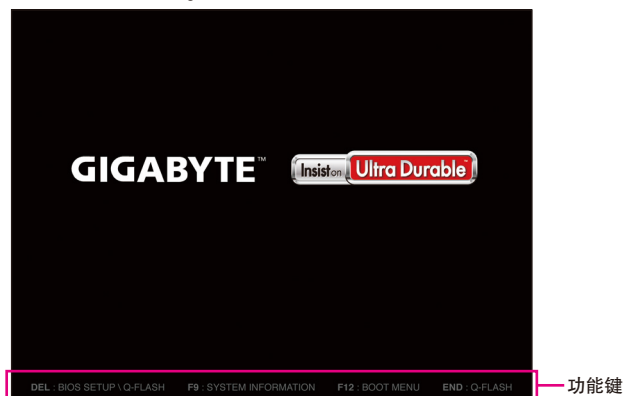 GIGABYTE™ Insist on Ultra Durable™
DEL : BIOS SETUP \ Q-FLASH F9 : SYSTEM INFORMATION F12 : BOOT MENU END : Q-FLASH 功能键